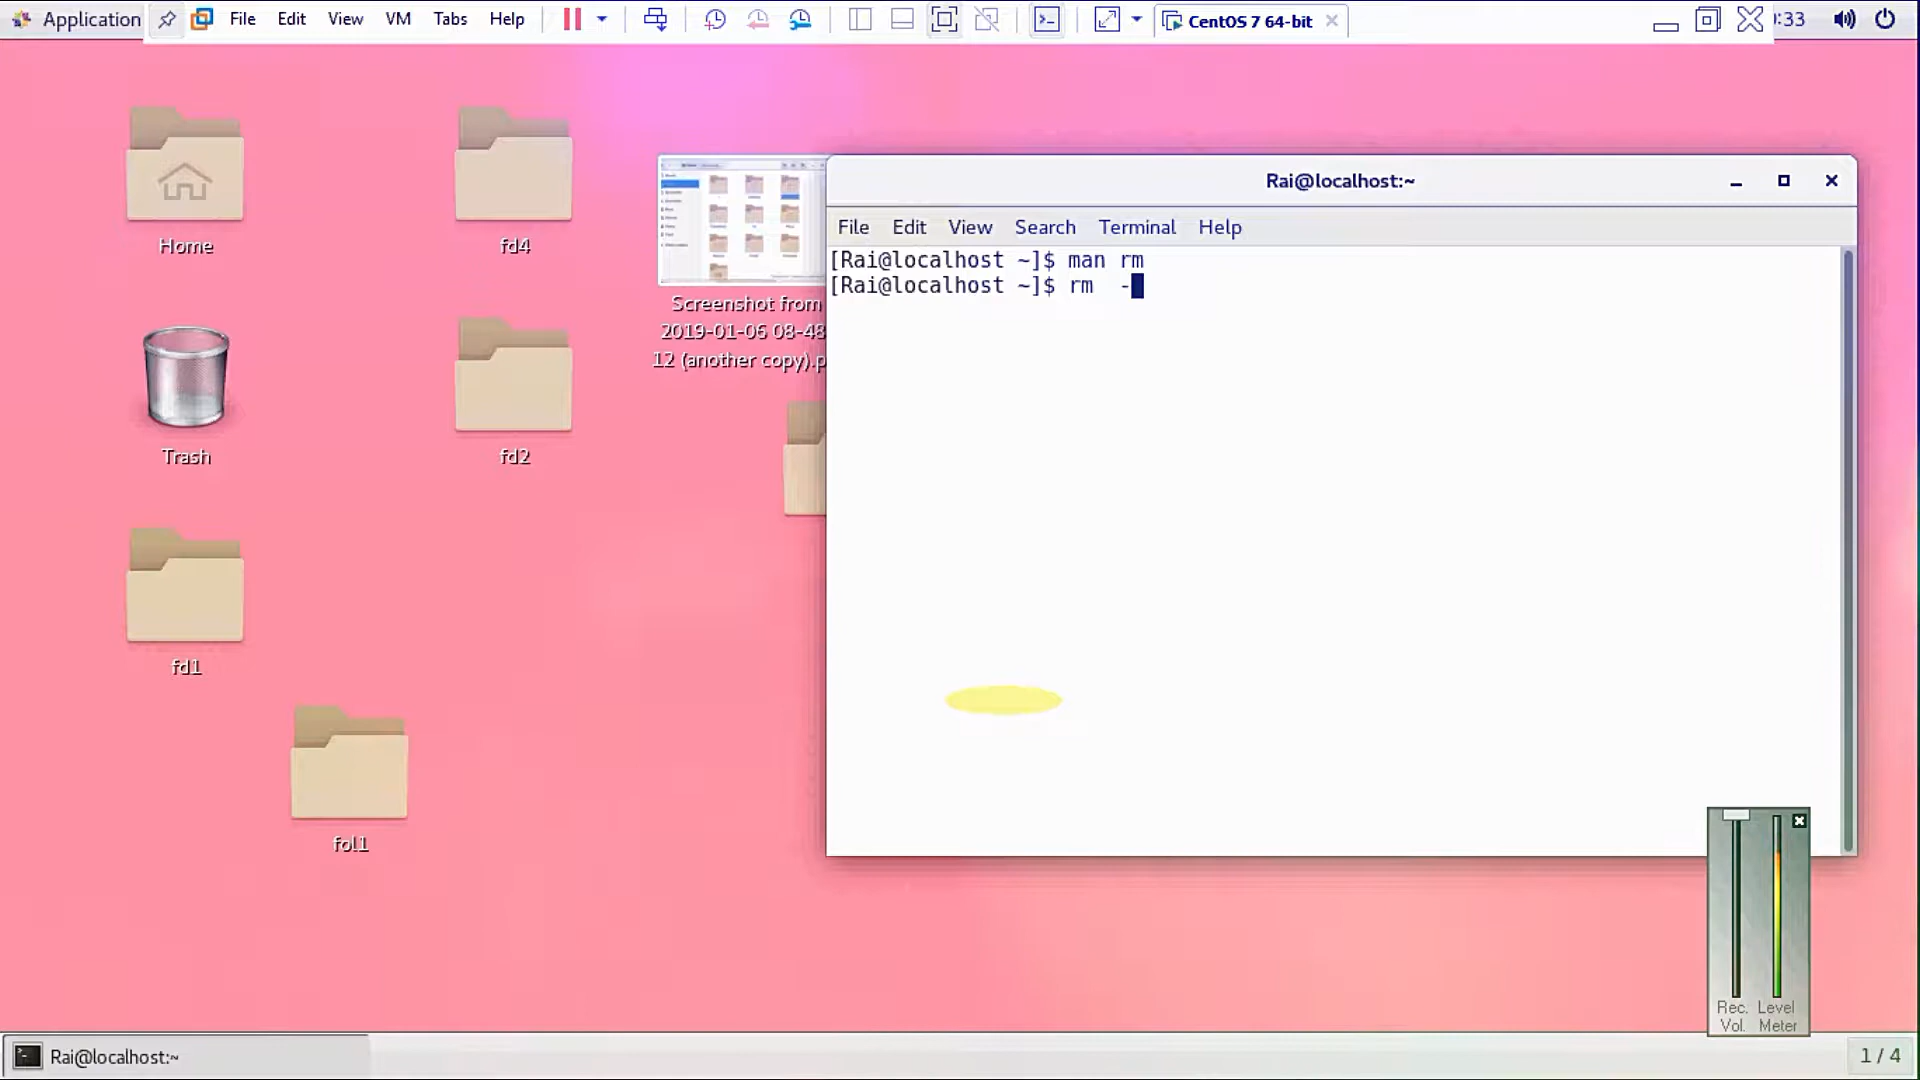 Application File Edit View VM Tabs Help CentOS 7 64-bit :33
Home
fd4
Screenshot from
2019-01-06 08-48
12 (another copy).p
Trash
fd2
fd1
fol1
Rai@localhost:~
File Edit View Search Terminal Help
[Rai@localhost ~]$ man rm
[Rai@localhost ~]$ rm  -
Rec. Level
Vol. Meter
Rai@localhost:~
1 / 4